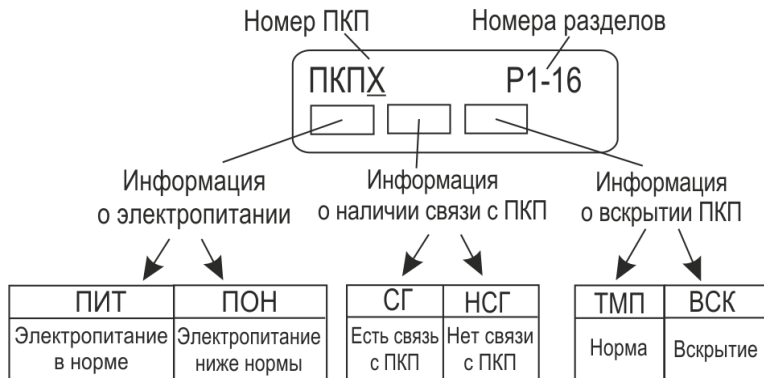 Номер ПКП Номера разделов
ПКПХ Р1-16
Информация
о электропитании
Информация
о наличии связи с ПКП
Информация
о вскрытии ПКП
ПИТ ПОН
Электропитание
в норме
Электропитание
ниже нормы
СГ НСГ
Есть связь
с ПКП
Нет связи
с ПКП
ТМП ВСК
Норма Вскрытие